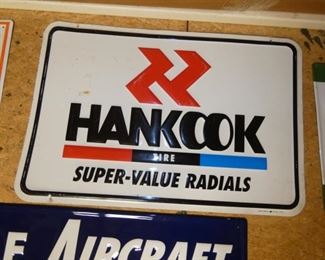 HANKOOK
TIRE
SUPER-VALUE RADIALS
E AIRCRAFT